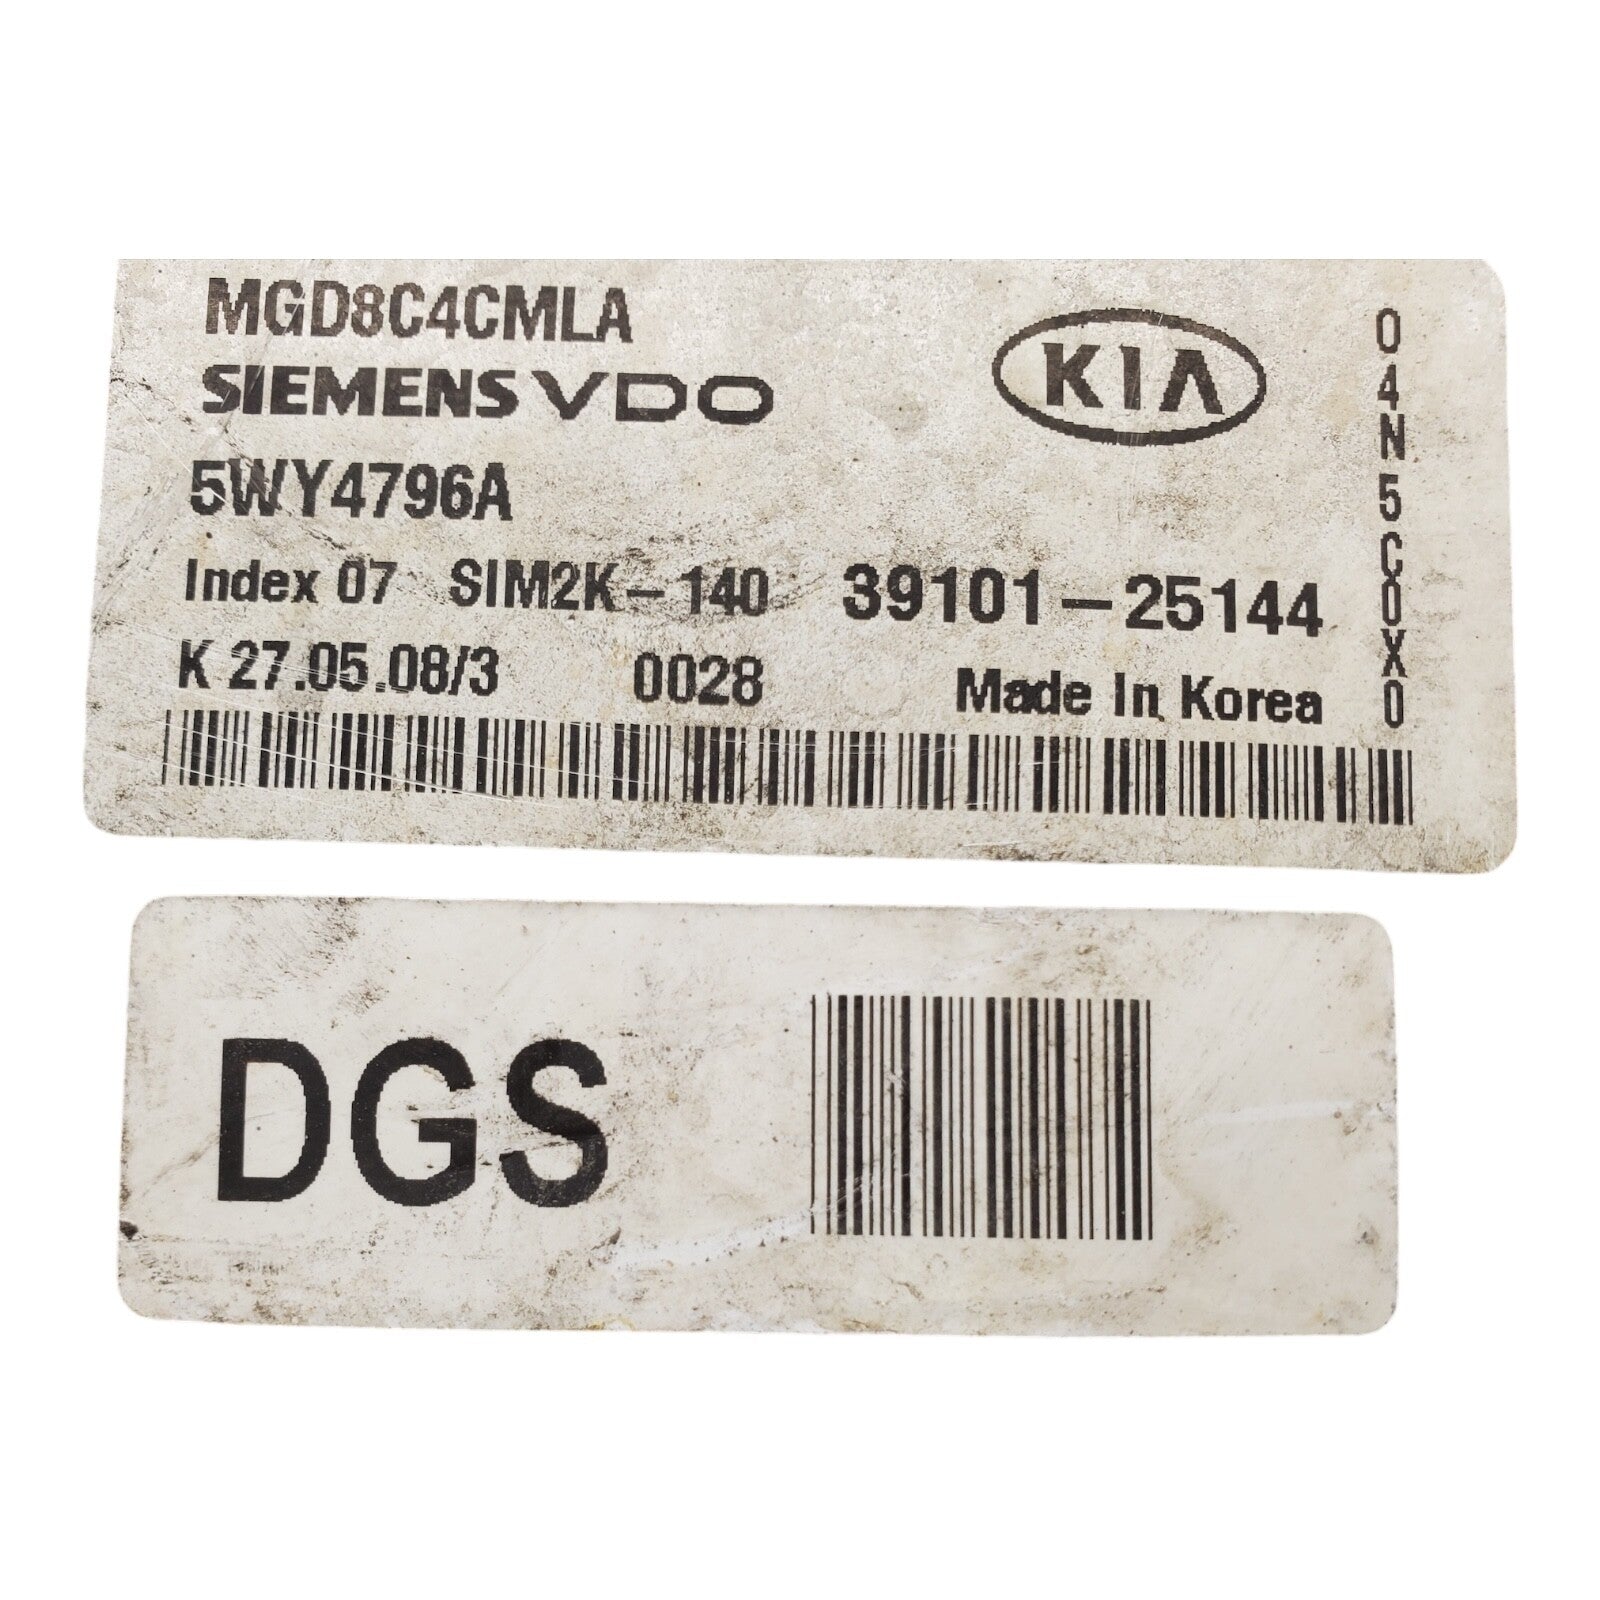 MGD8C4CMLA
SIEMENS VDO
KIA
5WY4796A
Index 07 SIM2K-140 39101-25144
K 27.05.08/3 0028 Made In Korea
04N5C0X0
DGS